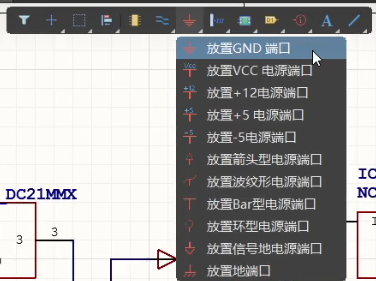 放置GND 端口
放置VCC 电源端口
放置+12电源端口
放置+5 电源端口
放置-5电源端口
放置箭头型电源端口
放置波纹形电源端口
放置Bar型电源端口
放置环型电源端口
放置信号地电源端口
放置地端口
Vcc
+12
+5
-5
A
DC21MMX
3
3
IC
NC